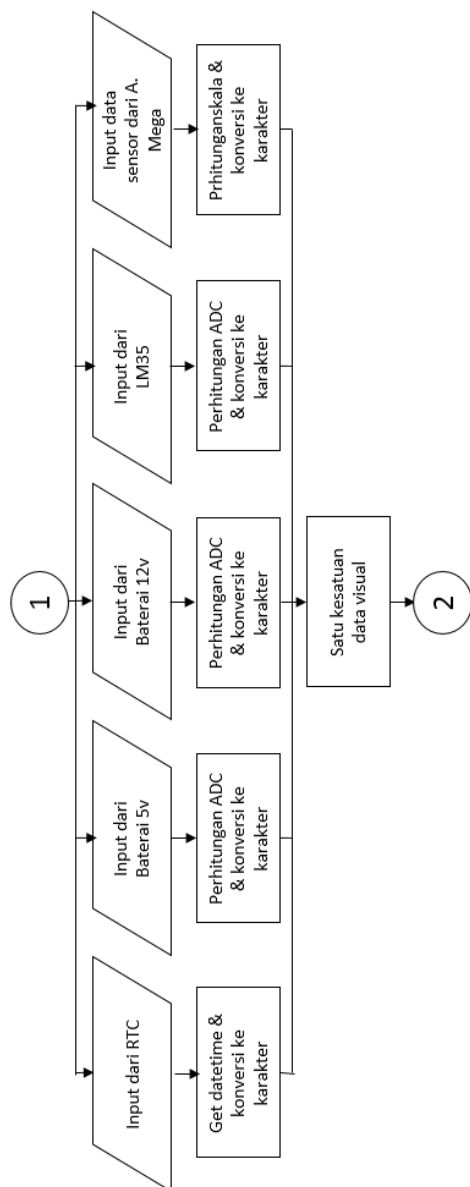 1
Input dari RTC
Input dari
Baterai 5v
Input dari
Baterai 12v
Input dari
LM35
Input data
sensor dari A.
Mega
Get datetime &
konversi ke
karakter
Perhitungan ADC
& konversi ke
karakter
Perhitungan ADC
& konversi ke
karakter
Perhitungan ADC
& konversi ke
karakter
Prhitunganskala &
konversi ke
karakter
Satu kesatuan
data visual
2